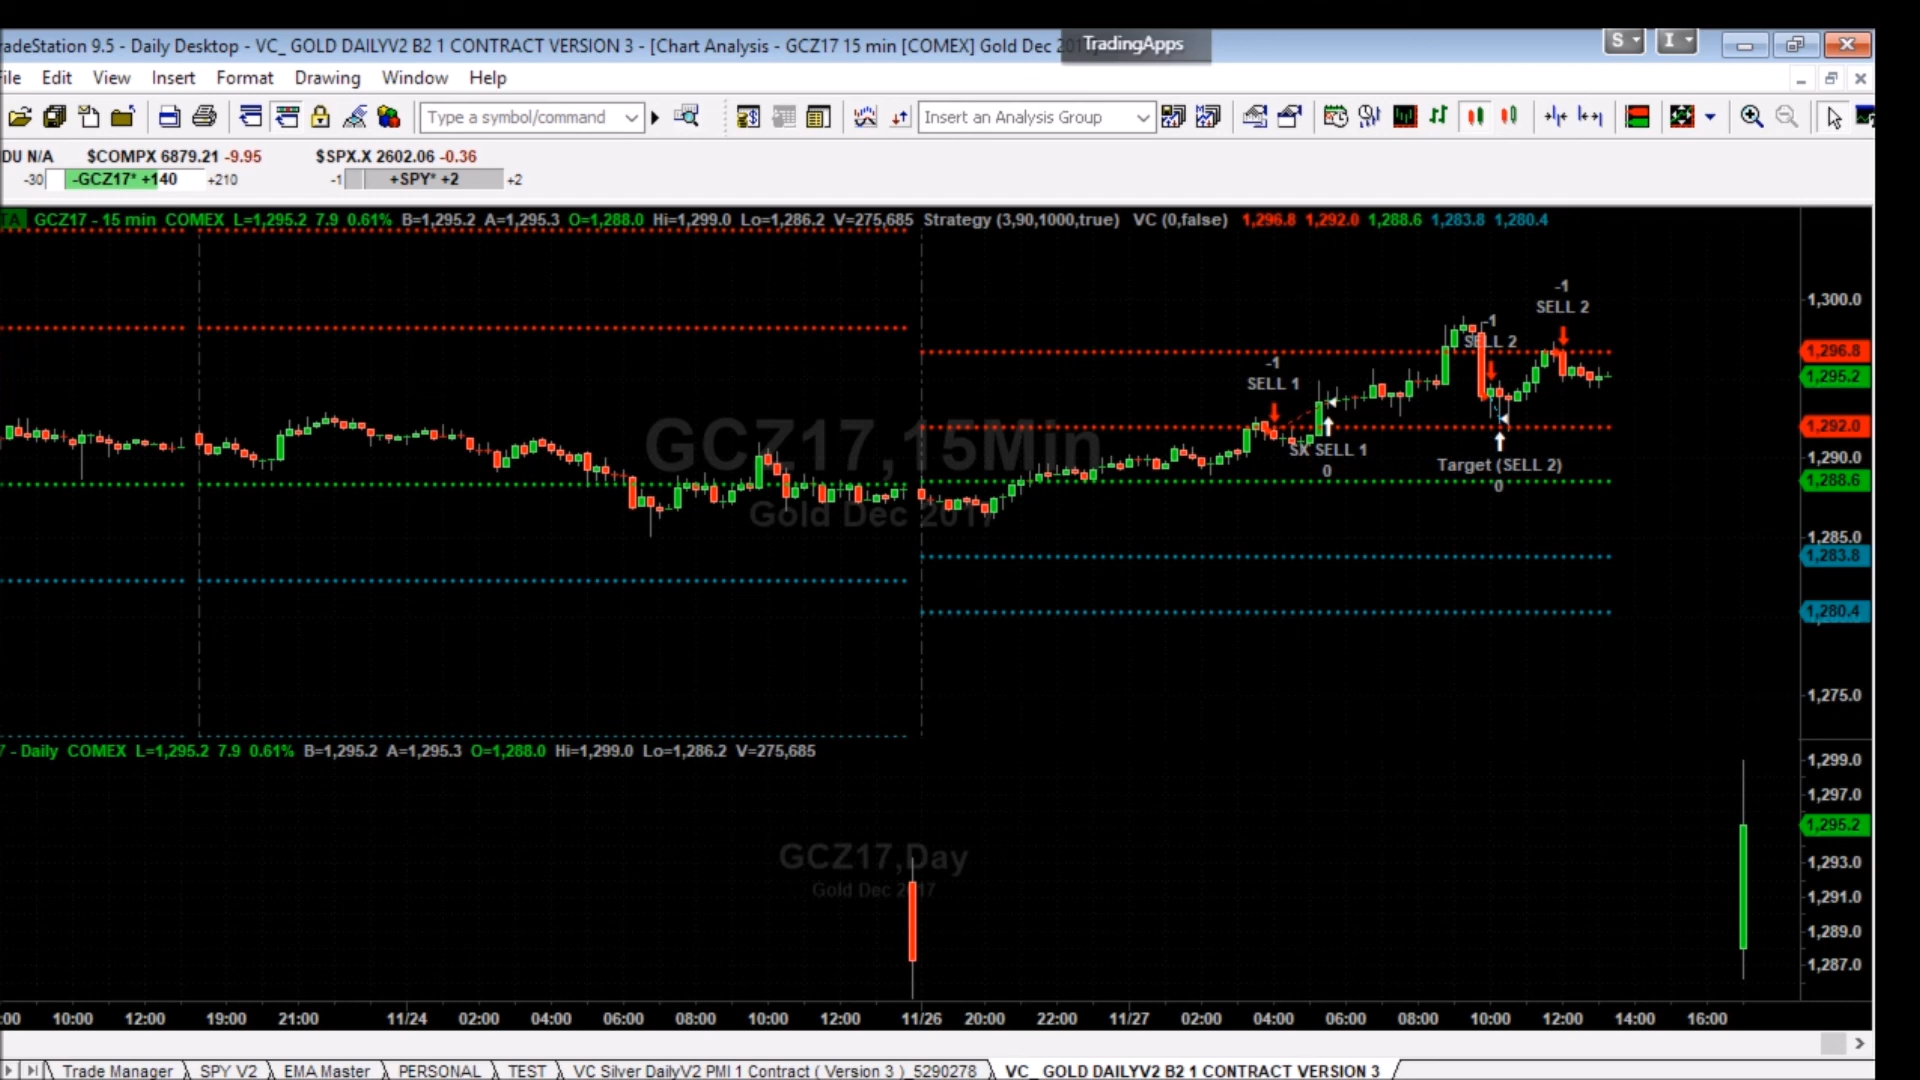 radeStation 9.5 - Daily Desktop - VC_ GOLD DAILYV2 B2 1 CONTRACT VERSION 3 - [Chart Analysis - GCZ17 15 min [COMEX] Gold Dec 2
TradingApps
S I
ile Edit View Insert Format Drawing Window Help
Type a symbol/command
Insert an Analysis Group
DU N/A $COMPX 6879.21 -9.95 $SPX.X 2602.06 -0.36
-30 -GCZ17* +140 +210 -1 +SPY* +2 +2
TA GCZ17 - 15 min COMEX L=1,295.2 7.9 0.61% B=1,295.2 A=1,295.3 O=1,288.0 Hi=1,299.0 Lo=1,286.2 V=275,685 Strategy (3,90,1000,true) VC (0,false) 1,296.8 1,292.0 1,288.6 1,283.8 1,280.4
-1
SELL 2
1,300.0
-1
SELL 2
1,296.8
-1
SELL 1
1,295.2
1,292.0
GCZ17,15Min
SX SELL 1
0
Target (SELL 2)
0
1,290.0
1,288.6
Gold Dec 2017
1,285.0
1,283.8
1,280.4
1,275.0
7 - Daily COMEX L=1,295.2 7.9 0.61% B=1,295.2 A=1,295.3 O=1,288.0 Hi=1,299.0 Lo=1,286.2 V=275,685
1,299.0
1,297.0
1,295.2
GCZ17,Day
Gold Dec 2017
1,293.0
1,291.0
1,289.0
1,287.0
:00 10:00 12:00 19:00 21:00 11/24 02:00 04:00 06:00 08:00 10:00 12:00 11/26 20:00 22:00 11/27 02:00 04:00 06:00 08:00 10:00 12:00 14:00 16:00
Trade Manager SPY V2 EMA Master PERSONAL TEST VC Silver DailyV2 PMI 1 Contract ( Version 3 )_5290278 VC_ GOLD DAILYV2 B2 1 CONTRACT VERSION 3